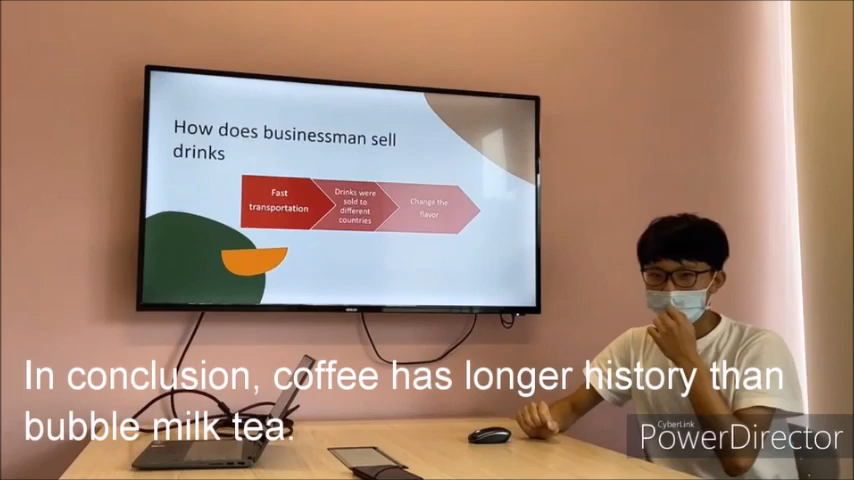 How does businessman sell
drinks
Fast
transportation
Drinks were
sold to
different
countries
Change the
flavor
In conclusion, coffee has longer history than
bubble milk tea.
CyberLink
PowerDirector